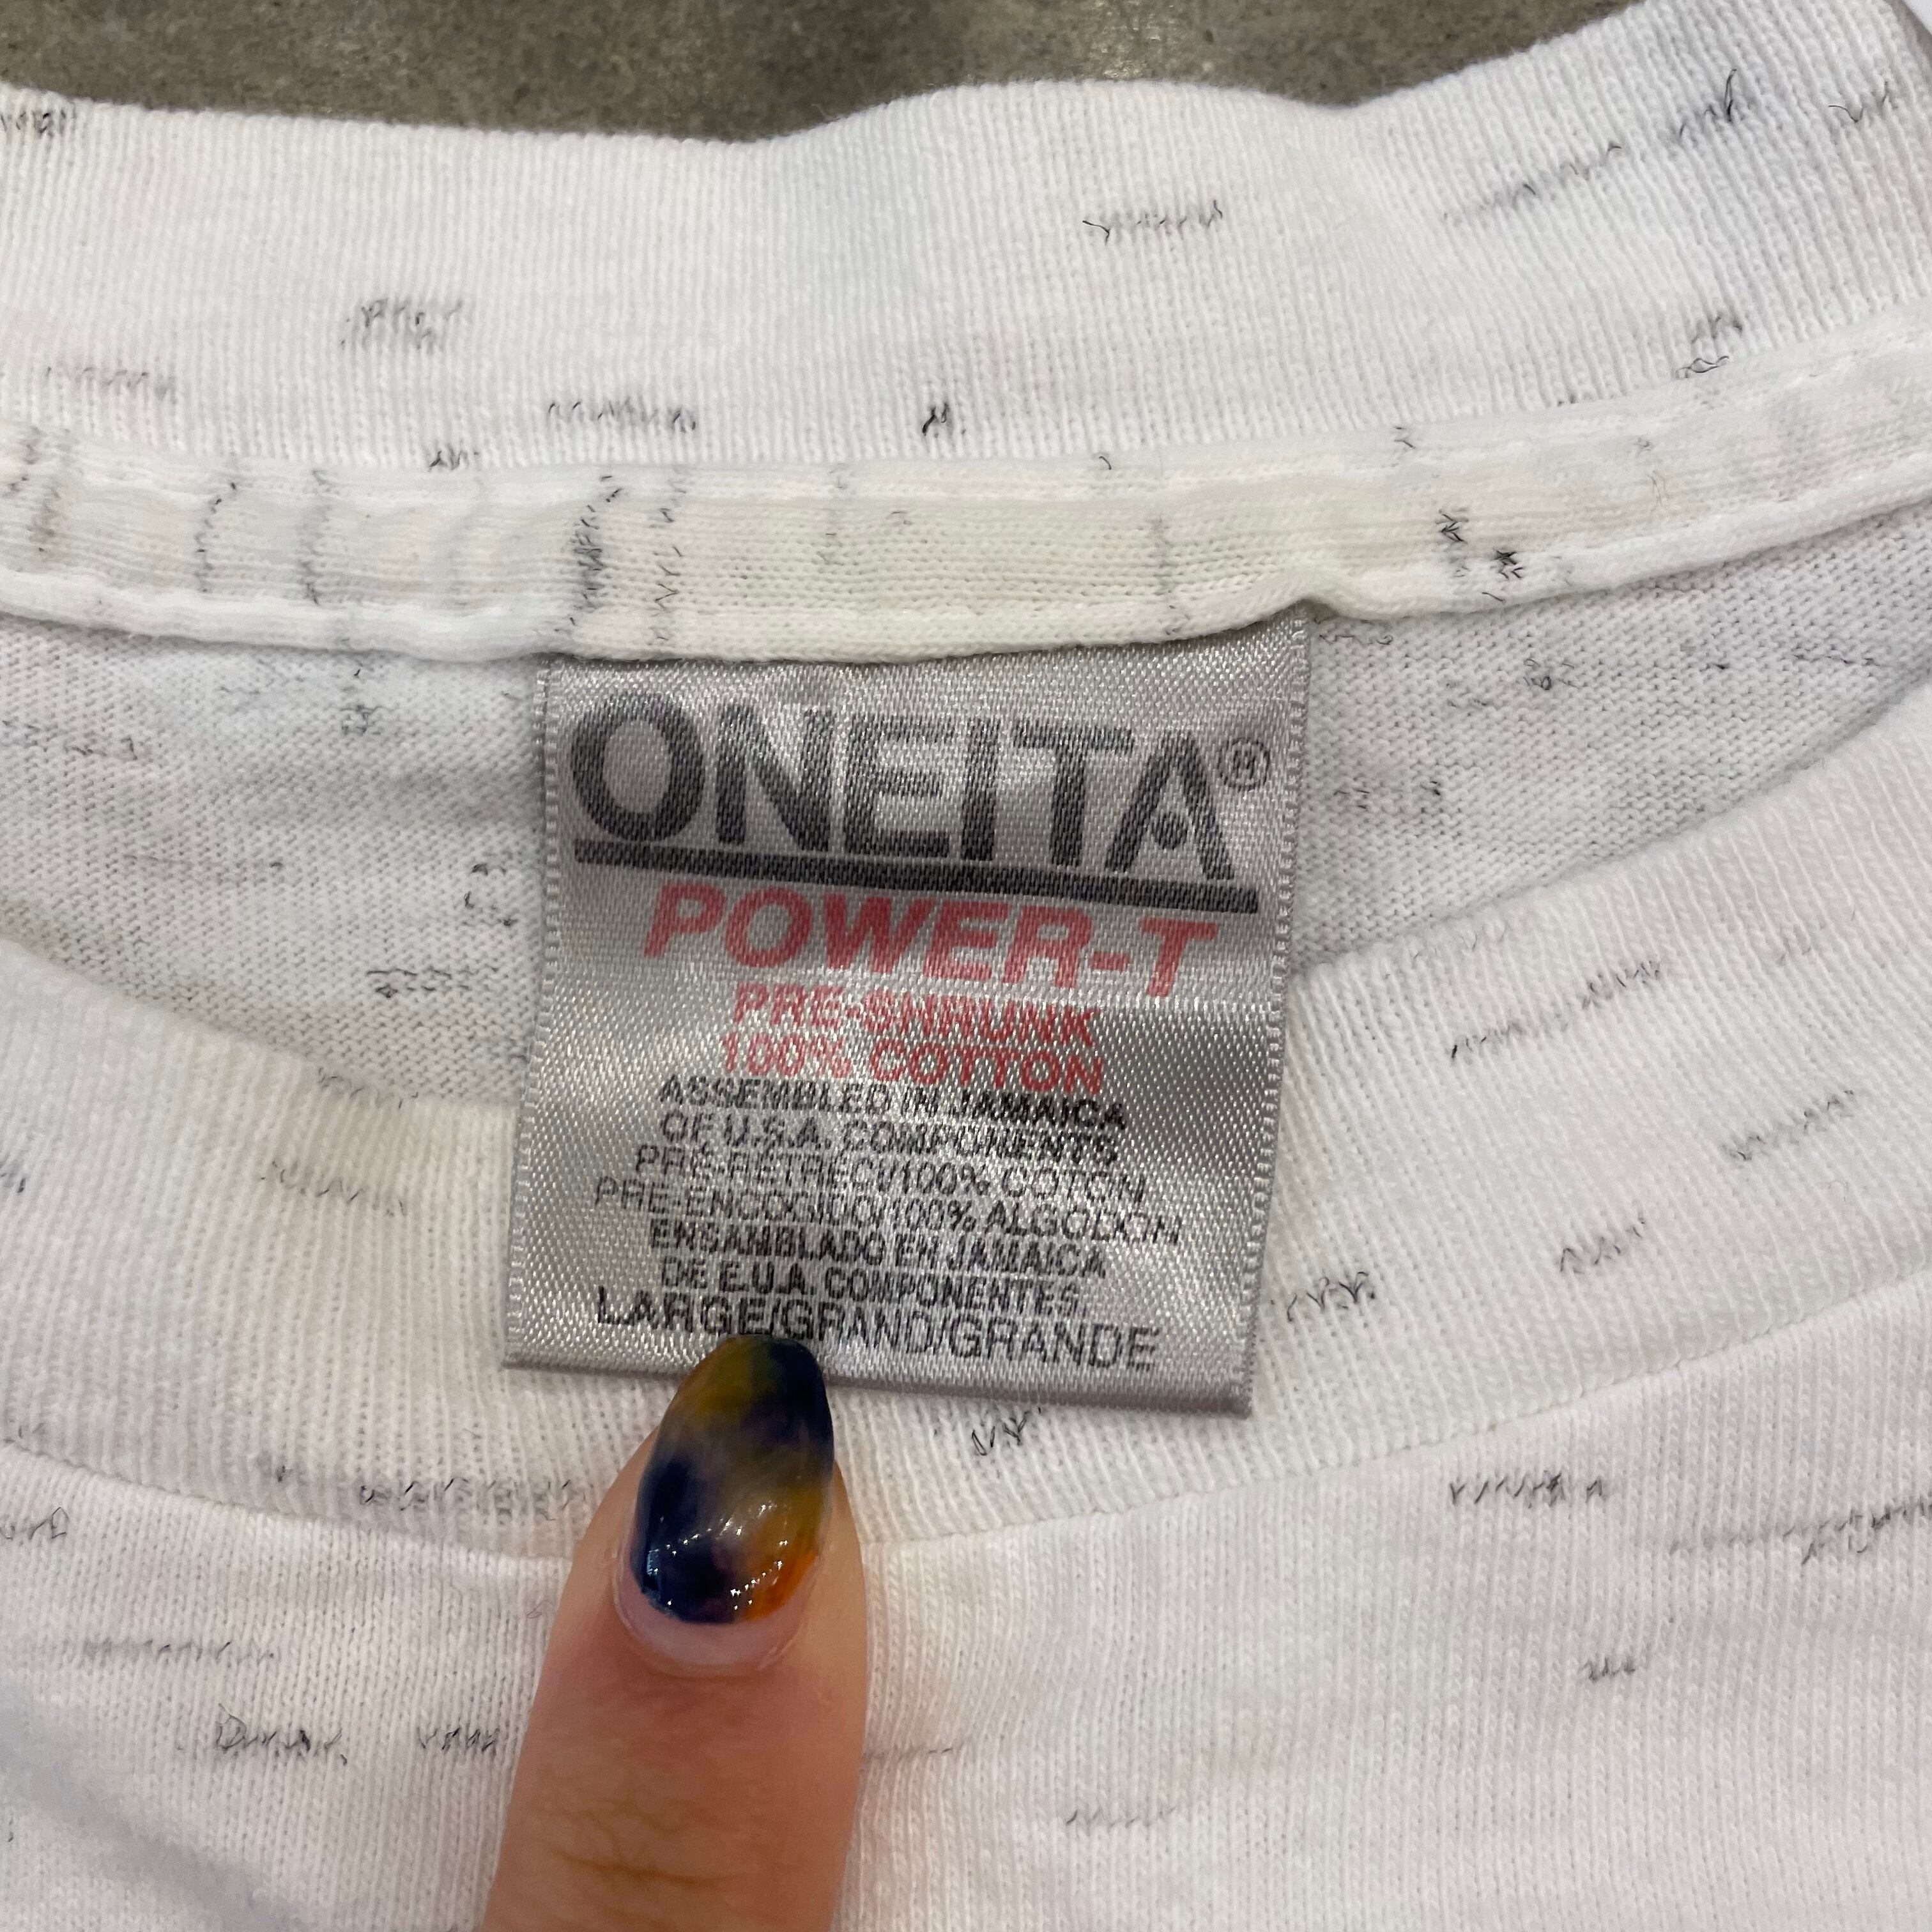 ONEITA®
POWER-T
PRE-SHRUNK
100% COTTON
ASSEMBLED IN JAMAICA
OF U.S.A. COMPONENTS
PRE-RETRECI/100% COTON
PRE-ENCOGIDO/100% ALGODON
ENSAMBLADO EN JAMAICA
DE E.U.A. COMPONENTES
LARGE/GRAND/GRANDE